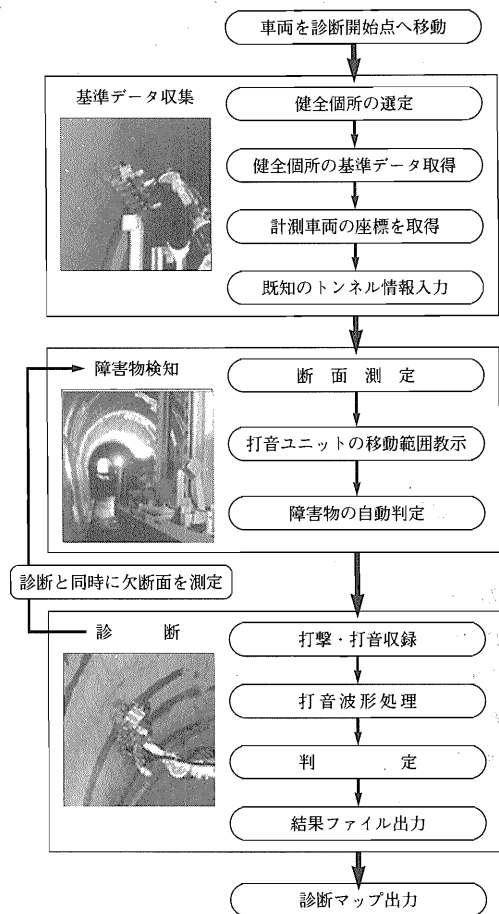 車両を診断開始点へ移動
基準データ収集
健全個所の選定
健全個所の基準データ取得
計測車両の座標を取得
既知のトンネル情報入力
障害物検知
断面測定
打音ユニットの移動範囲教示
障害物の自動判定
診断と同時に欠断面を測定
診断
打撃・打音収録
打音波形処理
判定
結果ファイル出力
診断マップ出力